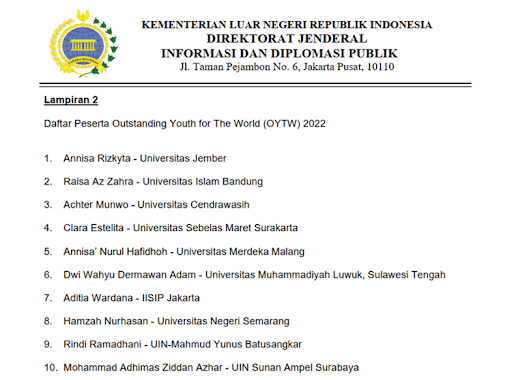 KEMENTERIAN LUAR NEGERI REPUBLIK INDONESIA
DIREKTORAT JENDERAL
INFORMASI DAN DIPLOMASI PUBLIK
Jl. Taman Pejambon No. 6, Jakarta Pusat, 10110
Lampiran 2
Daftar Peserta Outstanding Youth for The World (OYTW) 2022
1. Annisa Rizkyta - Universitas Jember
2. Raisa Az Zahra - Universitas Islam Bandung
3. Achter Munwo - Universitas Cendrawasih
4. Clara Estelita - Universitas Sebelas Maret Surakarta
5. Annisa' Nurul Hafidhoh - Universitas Merdeka Malang
6. Dwi Wahyu Dermawan Adam - Universitas Muhammadiyah Luwuk, Sulawesi Tengah
7. Aditia Wardana - IISIP Jakarta
8. Hamzah Nurhasan - Universitas Negeri Semarang
9. Rindi Ramadhani - UIN-Mahmud Yunus Batusangkar
10. Mohammad Adhimas Ziddan Azhar - UIN Sunan Ampel Surabaya